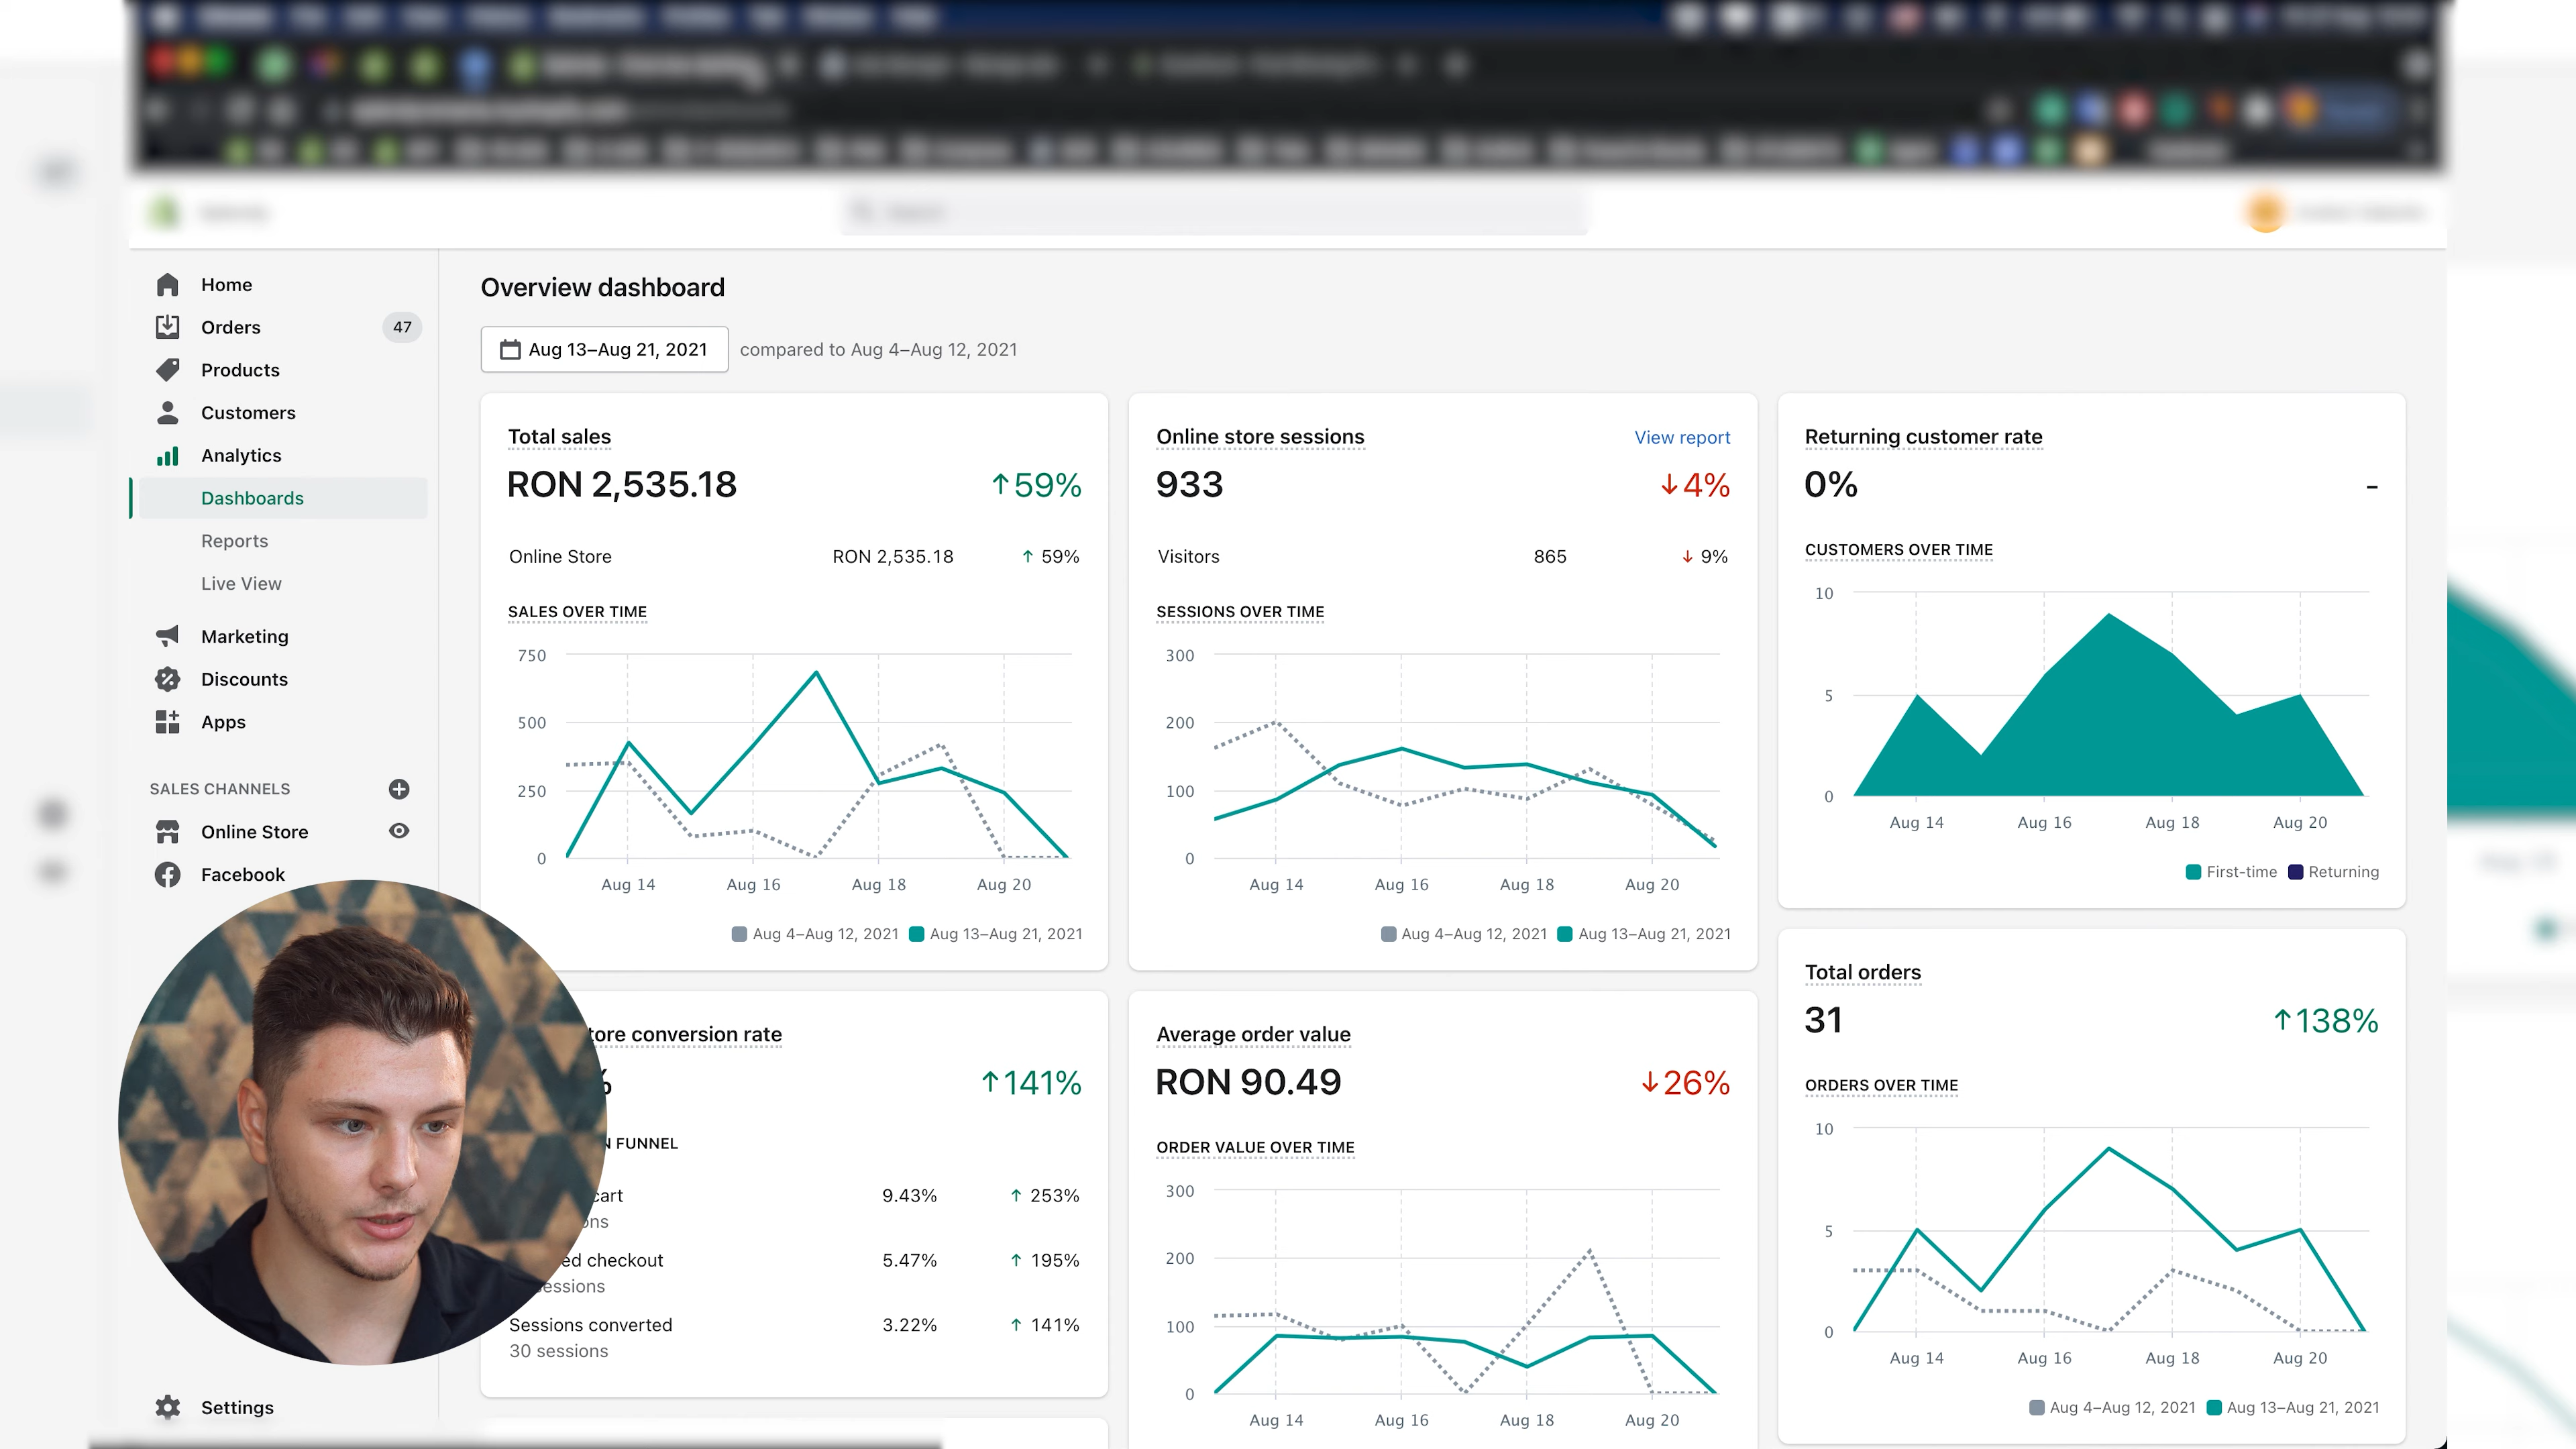 Home
Orders
47
Products
Customers
Analytics
Dashboards
Reports
Live View
Marketing
Discounts
Apps
SALES CHANNELS
Online Store
Facebook
Settings
Overview dashboard
Aug 13–Aug 21, 2021
compared to Aug 4–Aug 12, 2021
Total sales
RON 2,535.18
↑59%
Online Store
RON 2,535.18
↑ 59%
SALES OVER TIME
750
500
250
0
Aug 14
Aug 16
Aug 18
Aug 20
Aug 4–Aug 12, 2021
Aug 13–Aug 21, 2021
Online store sessions
View report
933
↓4%
Visitors
865
↓ 9%
SESSIONS OVER TIME
300
200
100
0
Aug 14
Aug 16
Aug 18
Aug 20
Aug 4–Aug 12, 2021
Aug 13–Aug 21, 2021
Returning customer rate
0%
-
CUSTOMERS OVER TIME
10
5
0
Aug 14
Aug 16
Aug 18
Aug 20
First-time
Returning
tore conversion rate
%
↑141%
N FUNNEL
cart
9.43%
↑ 253%
ons
ed checkout
5.47%
↑ 195%
essions
Sessions converted
3.22%
↑ 141%
30 sessions
Average order value
RON 90.49
↓26%
ORDER VALUE OVER TIME
300
200
100
0
Aug 14
Aug 16
Aug 18
Aug 20
Total orders
31
↑138%
ORDERS OVER TIME
10
5
0
Aug 14
Aug 16
Aug 18
Aug 20
Aug 4–Aug 12, 2021
Aug 13–Aug 21, 2021